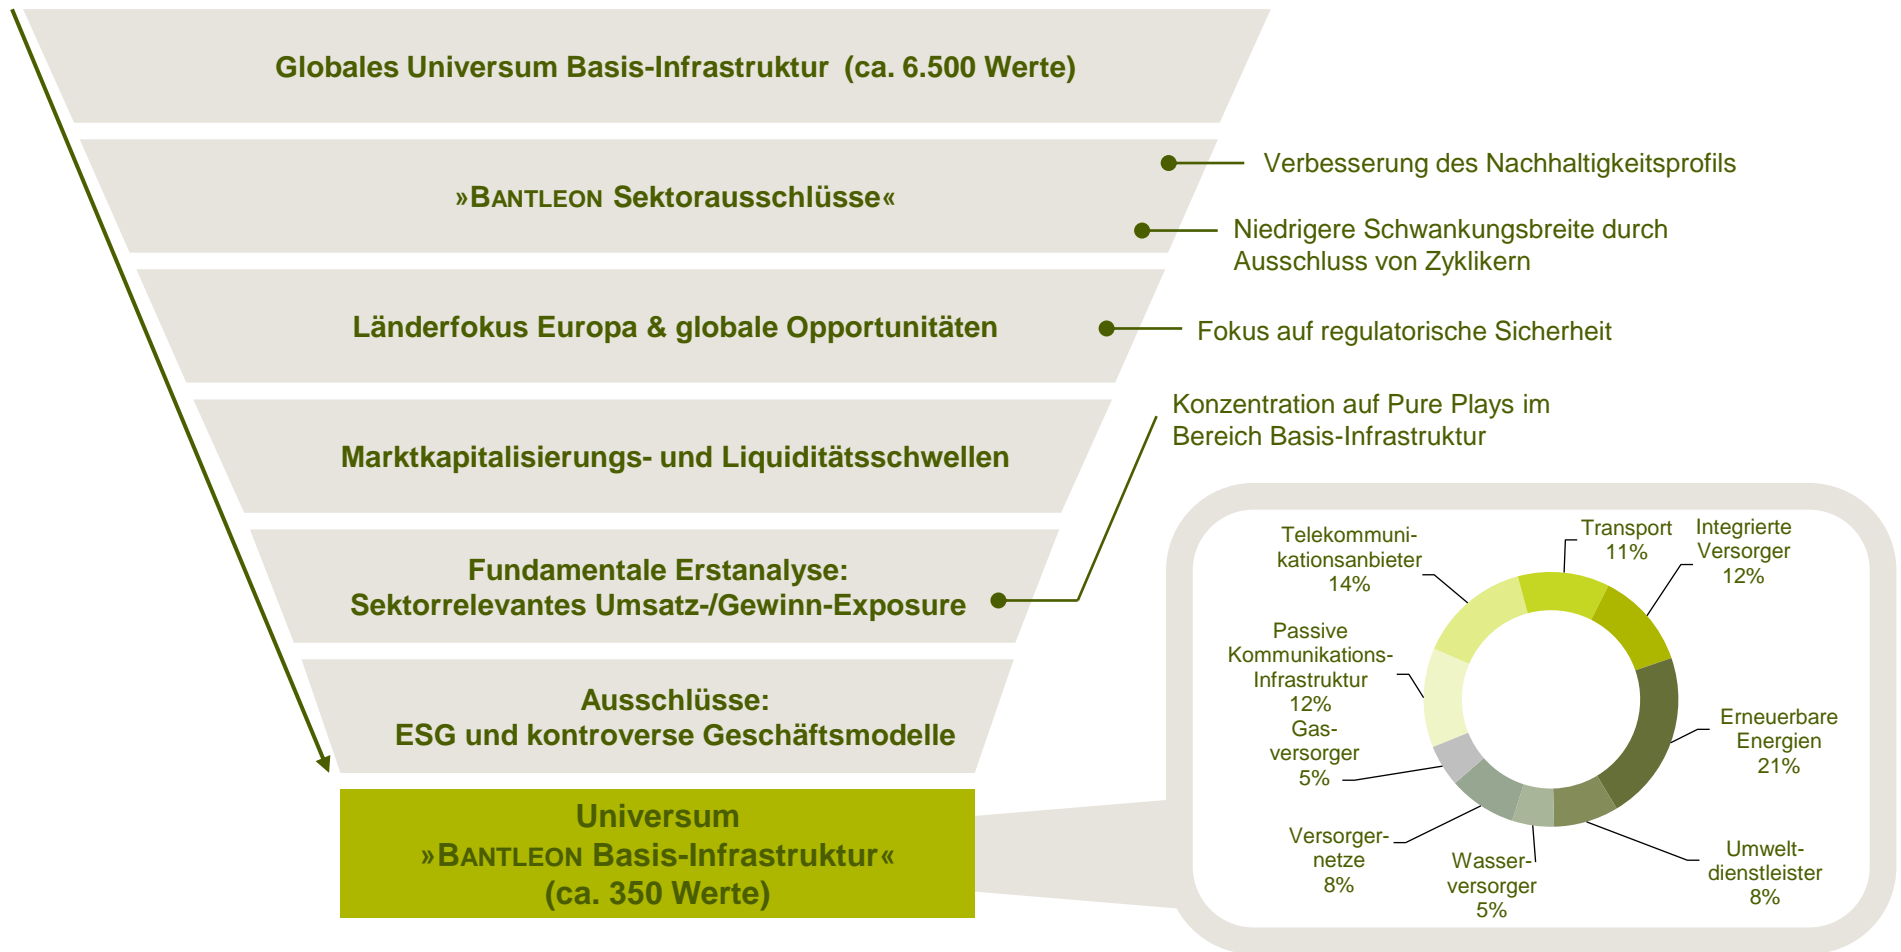 Globales Universum Basis-Infrastruktur (ca. 6.500 Werte)
»BANTLEON Sektorausschlüsse«
Verbesserung des Nachhaltigkeitsprofils
Niedrigere Schwankungsbreite durch
Ausschluss von Zyklikern
Länderfokus Europa & globale Opportunitäten
Fokus auf regulatorische Sicherheit
Marktkapitalisierungs- und Liquiditätsschwellen
Konzentration auf Pure Plays im
Bereich Basis-Infrastruktur
Fundamentale Erstanalyse:
Sektorrelevantes Umsatz-/Gewinn-Exposure
Ausschlüsse:
ESG und kontroverse Geschäftsmodelle
Universum
»BANTLEON Basis-Infrastruktur«
(ca. 350 Werte)
Telekommuni-
kationsanbieter
14%
Transport
11%
Integrierte
Versorger
12%
Passive
Kommunikations-
Infrastruktur
12%
Gas-
versorger
5%
Erneuerbare
Energien
21%
Versorger-
netze
8%
Wasser-
versorger
5%
Umwelt-
dienstleister
8%